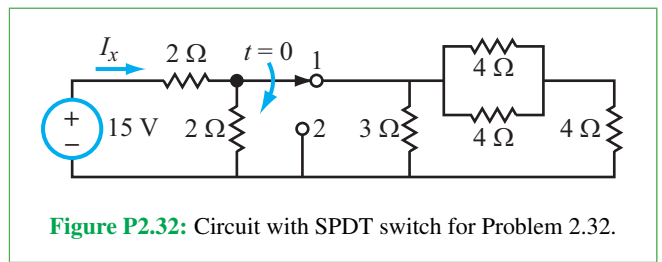 Iₓ 2 Ω t = 0 1
4 Ω
+ 15 V 2 Ω 2 3 Ω 4 Ω 4 Ω
−
Figure P2.32: Circuit with SPDT switch for Problem 2.32.